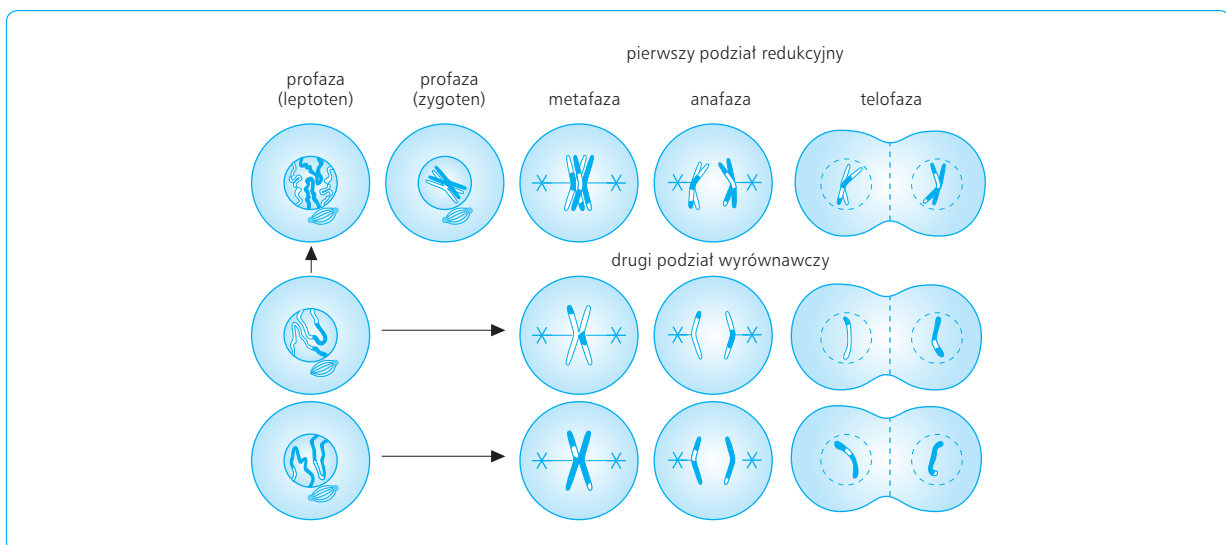 pierwszy podział redukcyjny
profaza
(leptoten)
profaza
(zygoten)
metafaza
anafaza
telofaza
drugi podział wyrównawczy